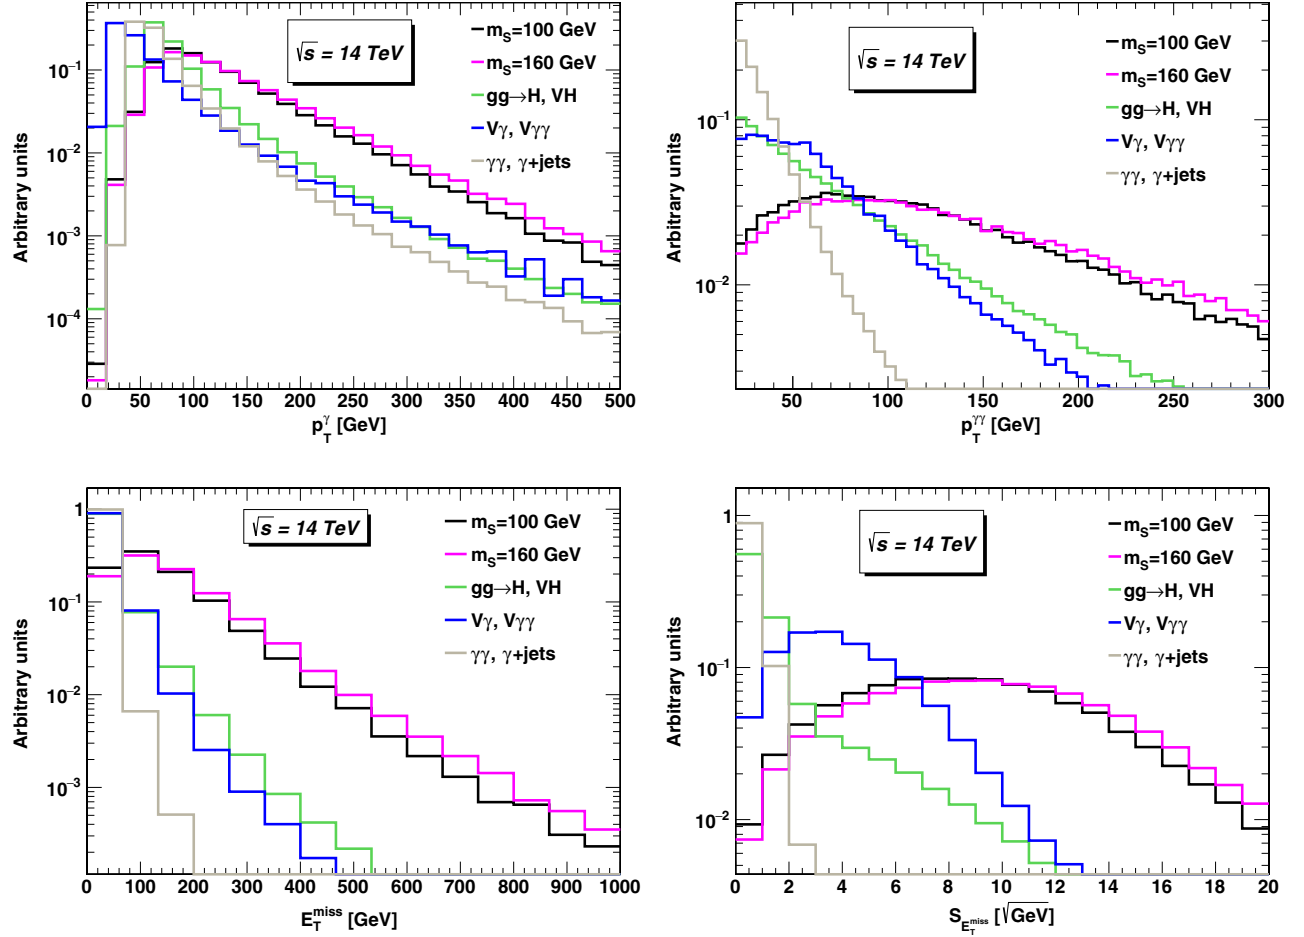 10⁻¹
10⁻²
10⁻³
10⁻⁴
Arbitrary units
√s = 14 TeV
m_S=100 GeV
m_S=160 GeV
gg→H, VH
Vγ, Vγγ
γγ, γ+jets
0 50 100 150 200 250 300 350 400 450 500
p_T^γ [GeV]
10⁻¹
10⁻²
Arbitrary units
√s = 14 TeV
m_S=100 GeV
m_S=160 GeV
gg→H, VH
Vγ, Vγγ
γγ, γ+jets
50 100 150 200 250 300
p_T^γγ [GeV]
1
10⁻¹
10⁻²
10⁻³
Arbitrary units
√s = 14 TeV
m_S=100 GeV
m_S=160 GeV
gg→H, VH
Vγ, Vγγ
γγ, γ+jets
0 100 200 300 400 500 600 700 800 900 1000
E_T^miss [GeV]
1
10⁻¹
10⁻²
Arbitrary units
√s = 14 TeV
m_S=100 GeV
m_S=160 GeV
gg→H, VH
Vγ, Vγγ
γγ, γ+jets
0 2 4 6 8 10 12 14 16 18 20
S_{E_T^miss} [√GeV]